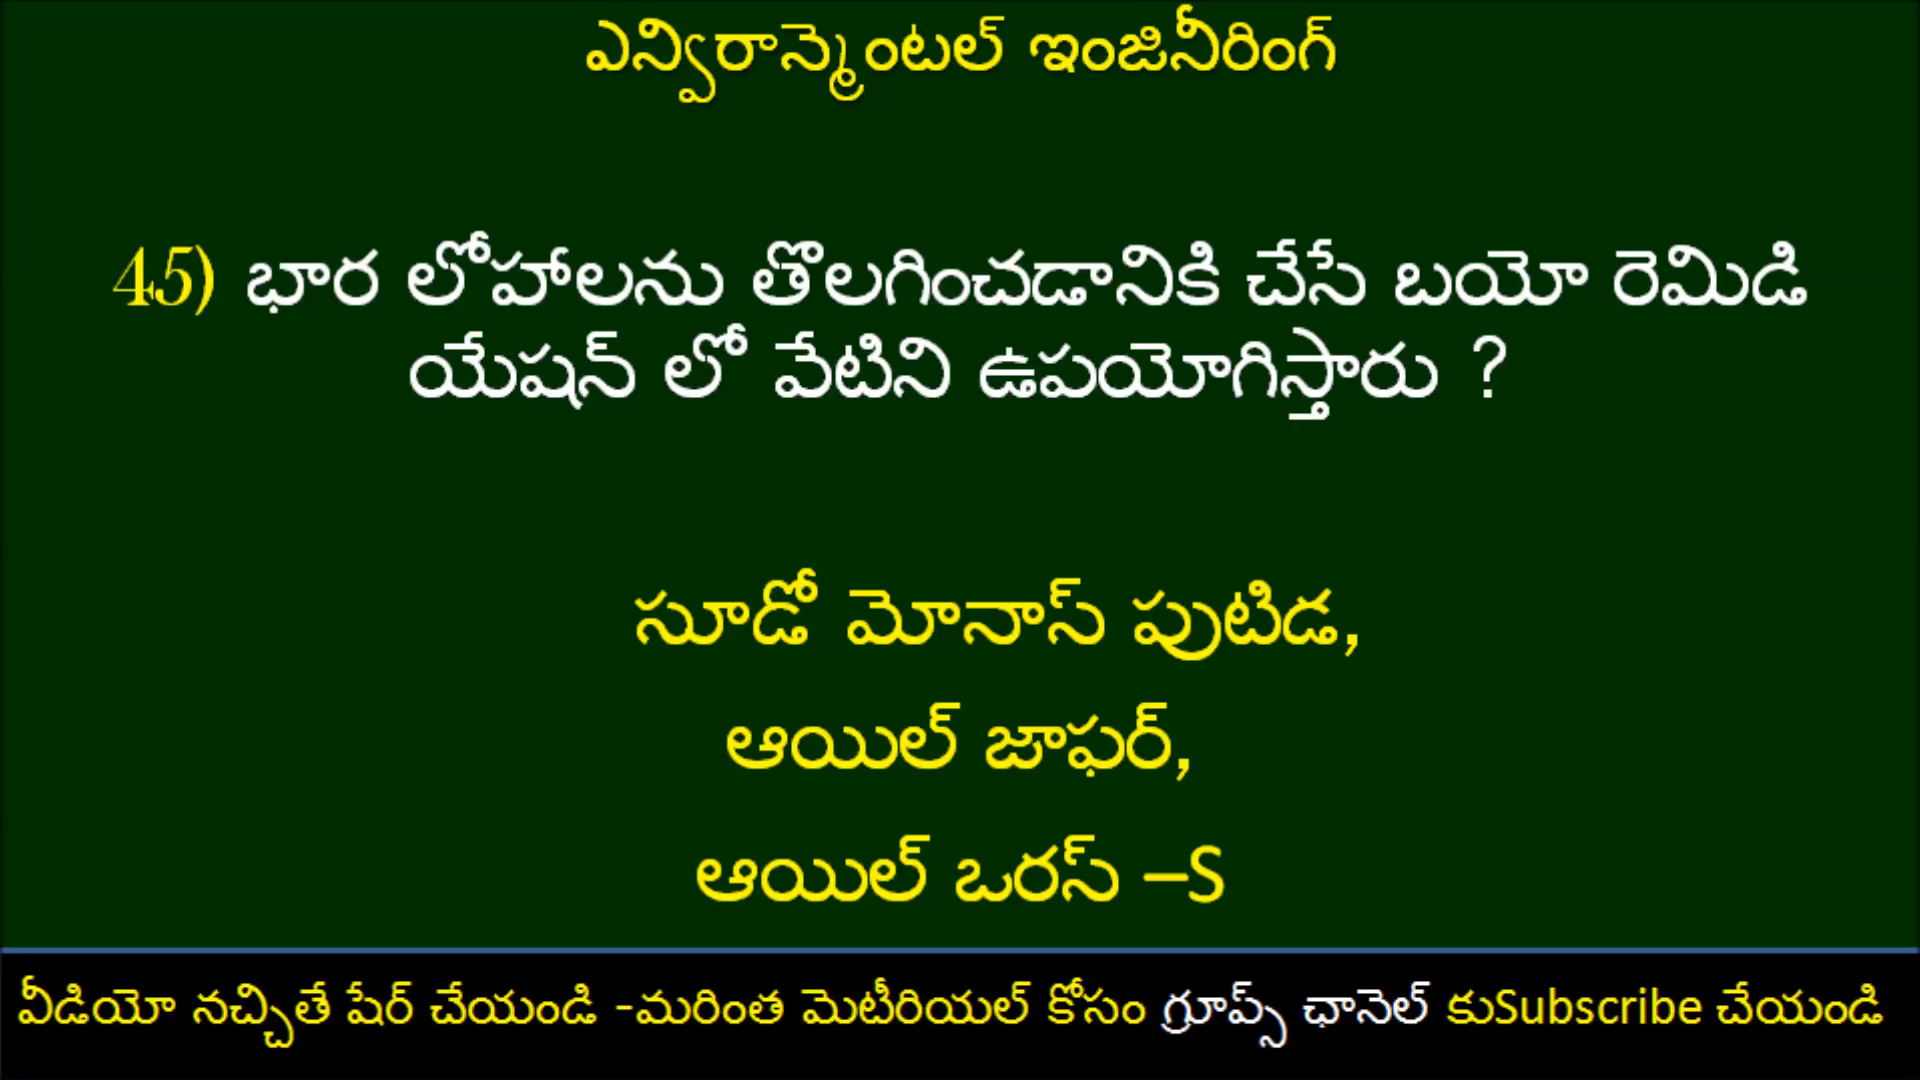 ఎన్విరాన్మెంటల్ ఇంజినీరింగ్
45) భార లోహాలను తొలగించడానికి చేసే బయో రెమిడి
యేషన్ లో వేటిని ఉపయోగిస్తారు ?
సూడో మోనాస్ పుటిడ,
ఆయిల్ జాఫర్,
ఆయిల్ ఒరస్ –S
వీడియో నచ్చితే షేర్ చేయండి -మరింత మెటీరియల్ కోసం గ్రూప్స్ ఛానెల్ కుSubscribe చేయండి